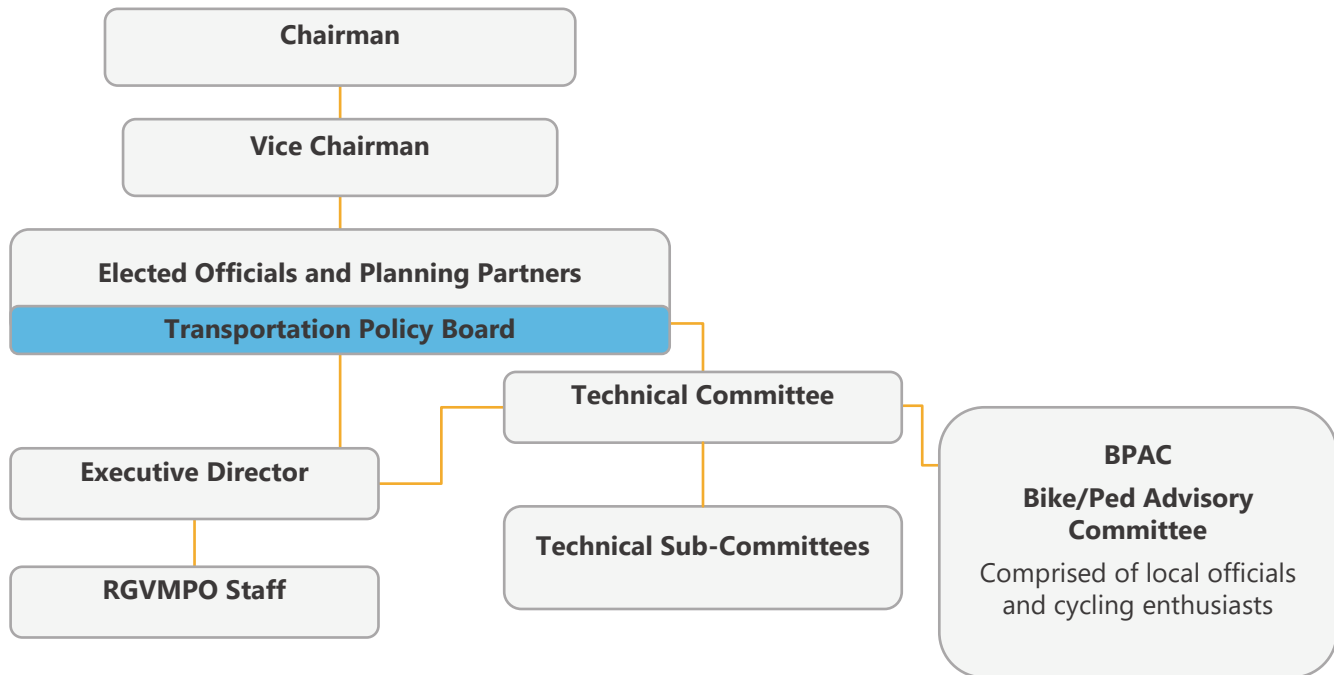 Chairman
Vice Chairman
Elected Officials and Planning Partners
Transportation Policy Board
Technical Committee
Executive Director
BPAC
Bike/Ped Advisory
Committee
Comprised of local officials
and cycling enthusiasts
Technical Sub-Committees
RGVMPO Staff